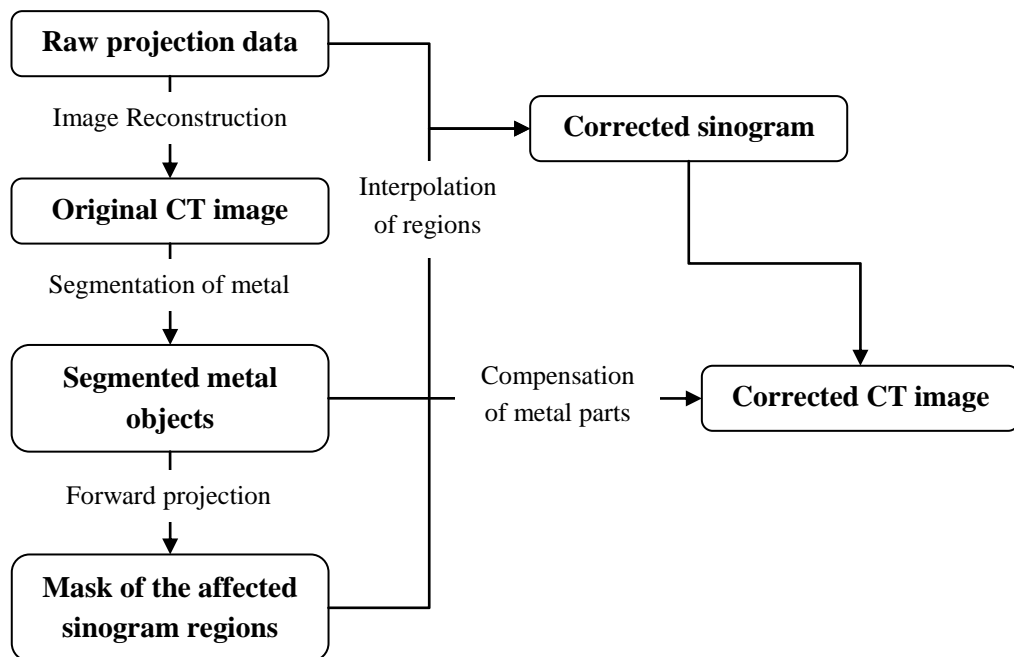 Raw projection data
Image Reconstruction
Original CT image
Segmentation of metal
Segmented metal
objects
Forward projection
Mask of the affected
sinogram regions
Interpolation
of regions
Corrected sinogram
Compensation
of metal parts
Corrected CT image